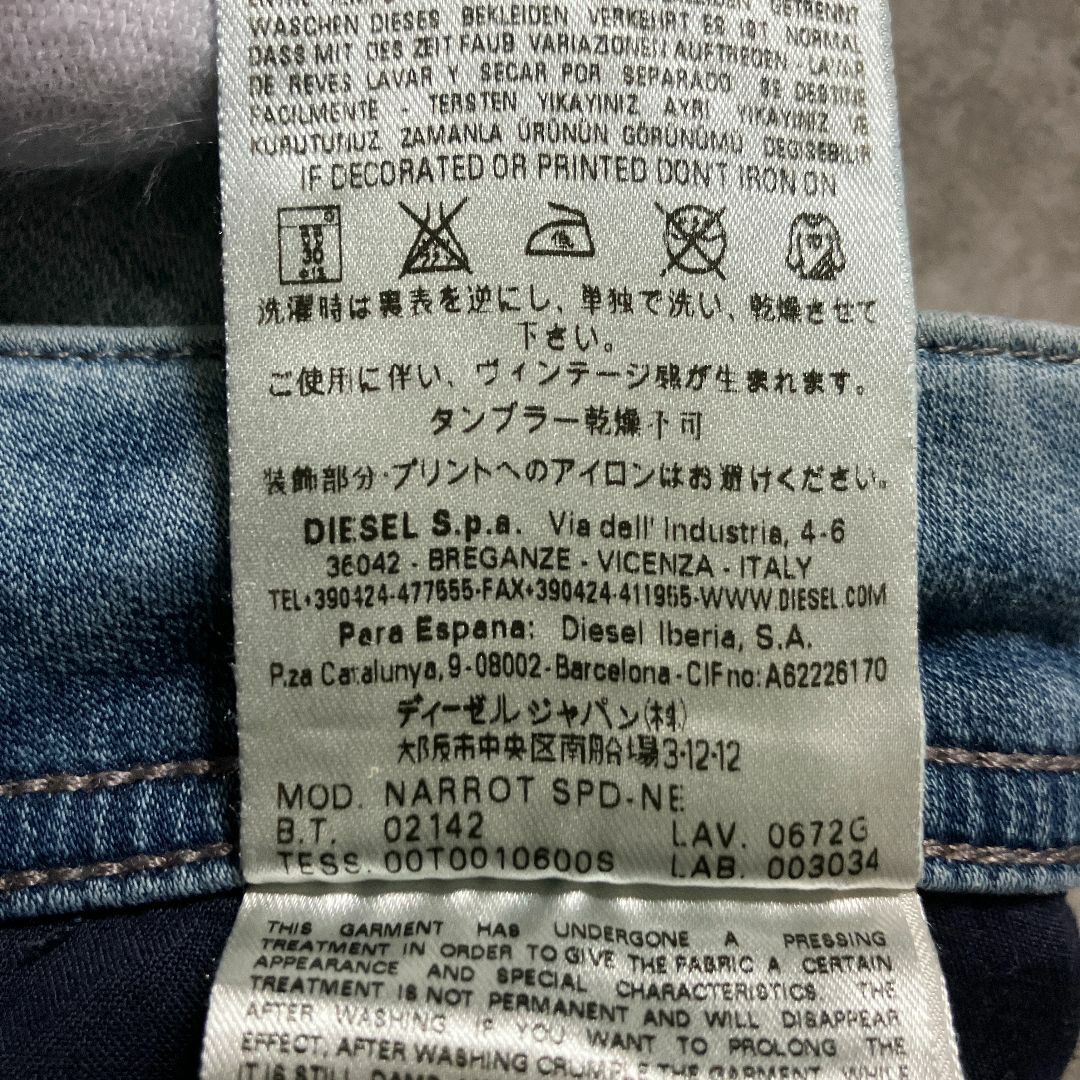 WASCHEN DIESES BEKLEIDEN VERKEHRT ES IST NORMAL
DASS MIT DES ZEIT FAUB VARIAZIONEN AUFTREDEN LAVAR
DE REVES LAVAR Y SECAR POR SEPARADO SE DESTIÑE
FACILMENTE - TERSTEN YIKAYINIZ AYRI YIKAYINIZ VE
KURUTUNUZ ZAMANLA ÜRÜNÜN GÖRÜNÜMÜ DEGISEBILIR
IF DECORATED OR PRINTED DON'T IRON ON
洗濯時は裏表を逆にし、単独で洗い、乾燥させて
下さい。
ご使用に伴い、ヴィンテージ感が生まれます。
タンブラー乾燥不可
装飾部分・プリントへのアイロンはお避けください。
DIESEL S.p.a. Via dell' Industria, 4-6
36042 - BREGANZE - VICENZA - ITALY
TEL+390424-477555-FAX+390424-411955-WWW.DIESEL.COM
Para Espana: Diesel Iberia, S.A.
P.za Catalunya, 9-08002-Barcelona-CIF no: A62226170
ディーゼル ジャパン(株)
大阪市中央区南船場3-12-12
MOD. NARROT SPD-NE
B.T. 02142 LAV. 0672G
TESS. 00T0010600S LAB. 003034
THIS GARMENT HAS UNDERGONE A PRESSING
TREATMENT IN ORDER TO GIVE THE FABRIC A CERTAIN
APPEARANCE AND SPECIAL CHARACTERISTICS THE
TREATMENT IS NOT PERMANENT AND WILL DISAPPEAR
AFTER WASHING IF YOU WANT TO PROLONG THE
EFFECT, AFTER WASHING CRUMPLE THE GARMENT WHILE
IT IS STILL DAMP